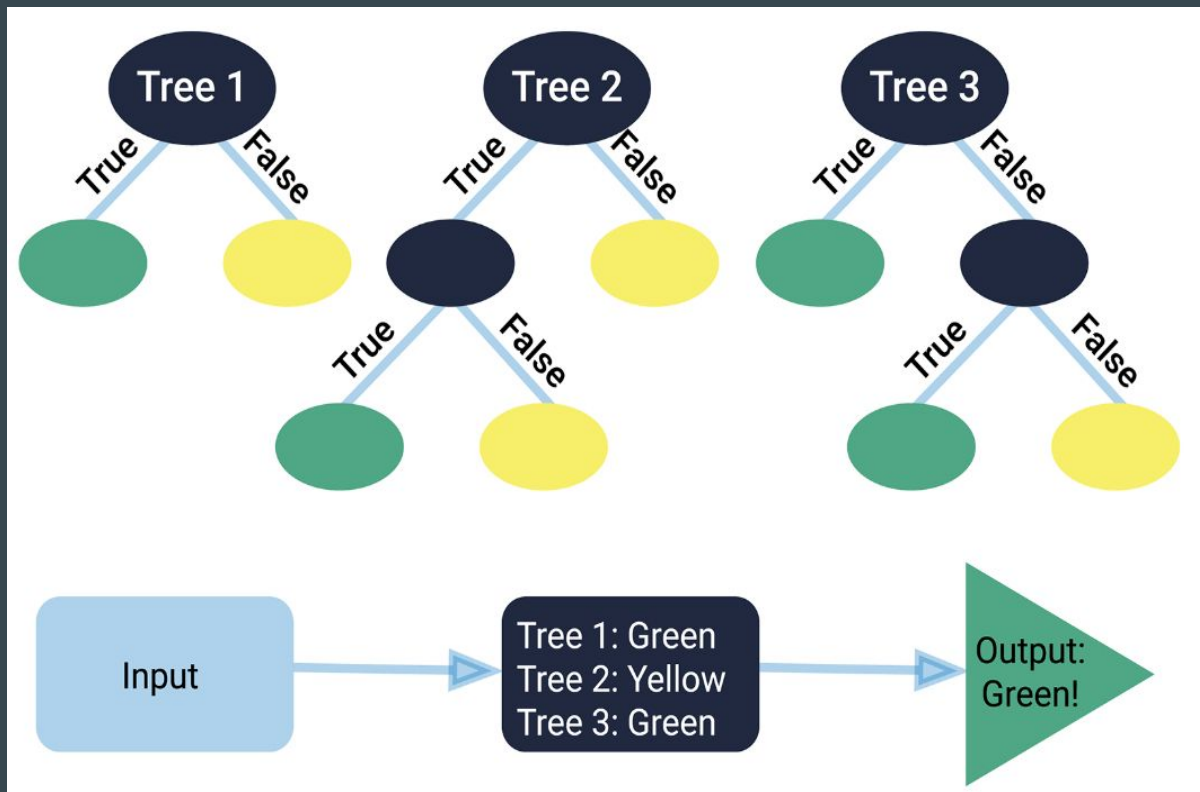 Tree 1
Tree 2
Tree 3
True
False
True
False
True
False
True
False
True
False
Input
Tree 1: Green
Tree 2: Yellow
Tree 3: Green
Output:
Green!